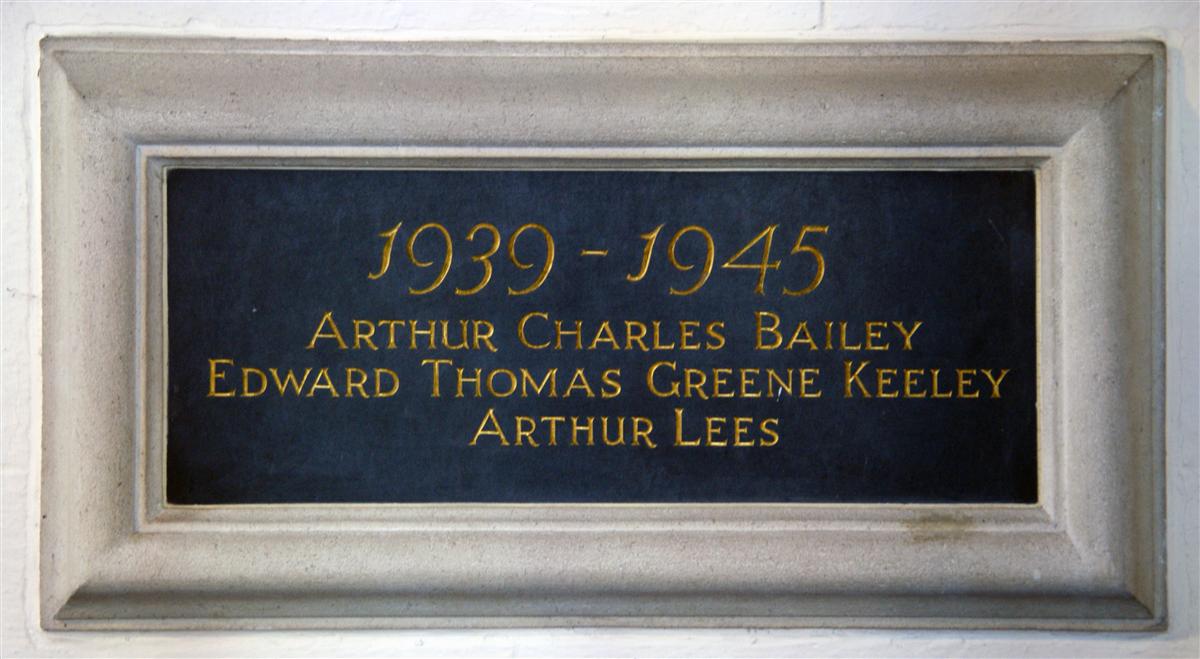 1939 - 1945
ARTHUR CHARLES BAILEY
EDWARD THOMAS GREENE KEELEY
ARTHUR LEES